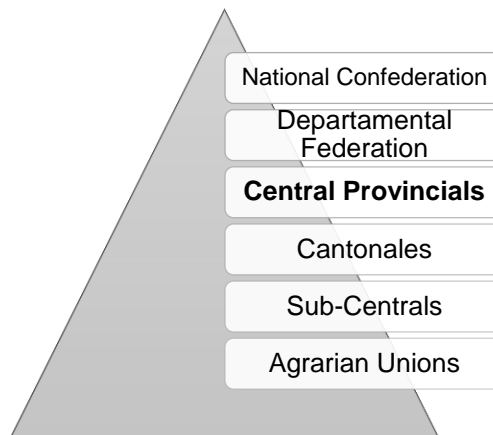 National Confederation
Departamental
Federation
Central Provincials
Cantonales
Sub-Centrals
Agrarian Unions